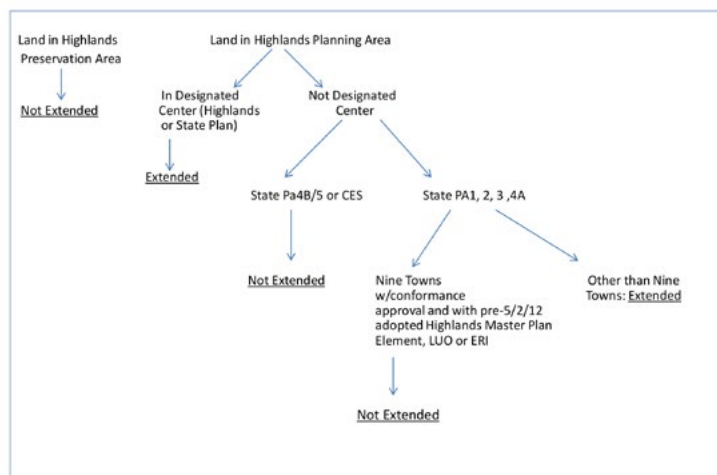 Land in Highlands
Preservation Area
Not Extended
Land in Highlands Planning Area
In Designated
Center (Highlands
or State Plan)
Extended
Not Designated
Center
State Pa4B/5 or CES
Not Extended
State PA1, 2, 3 ,4A
Nine Towns
w/conformance
approval and with pre-5/2/12
adopted Highlands Master Plan
Element, LUO or ERI
Not Extended
Other than Nine
Towns: Extended